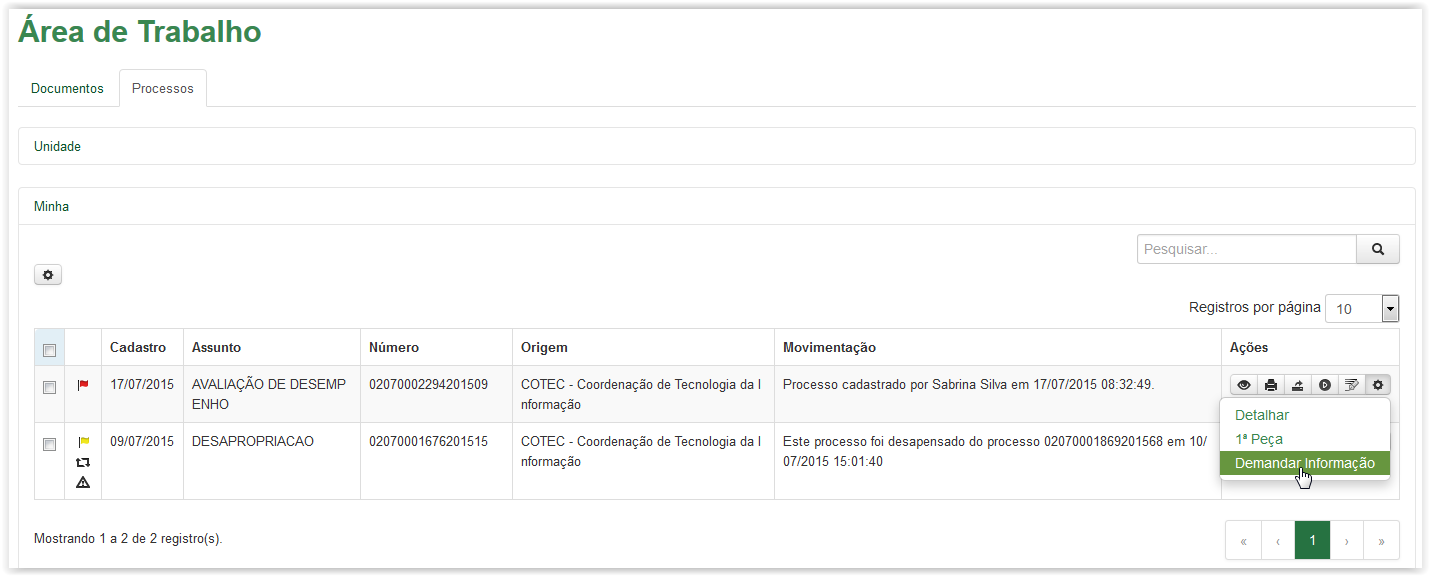 Área de Trabalho
Documentos Processos
Unidade
Minha
Pesquisar...
Registros por página 10
Cadastro Assunto Número Origem Movimentação Ações
17/07/2015 AVALIAÇÃO DE DESEMP 02070002294201509 COTEC - Coordenação de Tecnologia da I Processo cadastrado por Sabrina Silva em 17/07/2015 08:32:49.
ENHO nformação
Detalhar
1ª Peça
Demandar Informação
09/07/2015 DESAPROPRIACAO 02070001676201515 COTEC - Coordenação de Tecnologia da I Este processo foi desapensado do processo 02070001869201568 em 10/
nformação 07/2015 15:01:40
Mostrando 1 a 2 de 2 registro(s).
« ‹ 1 › »